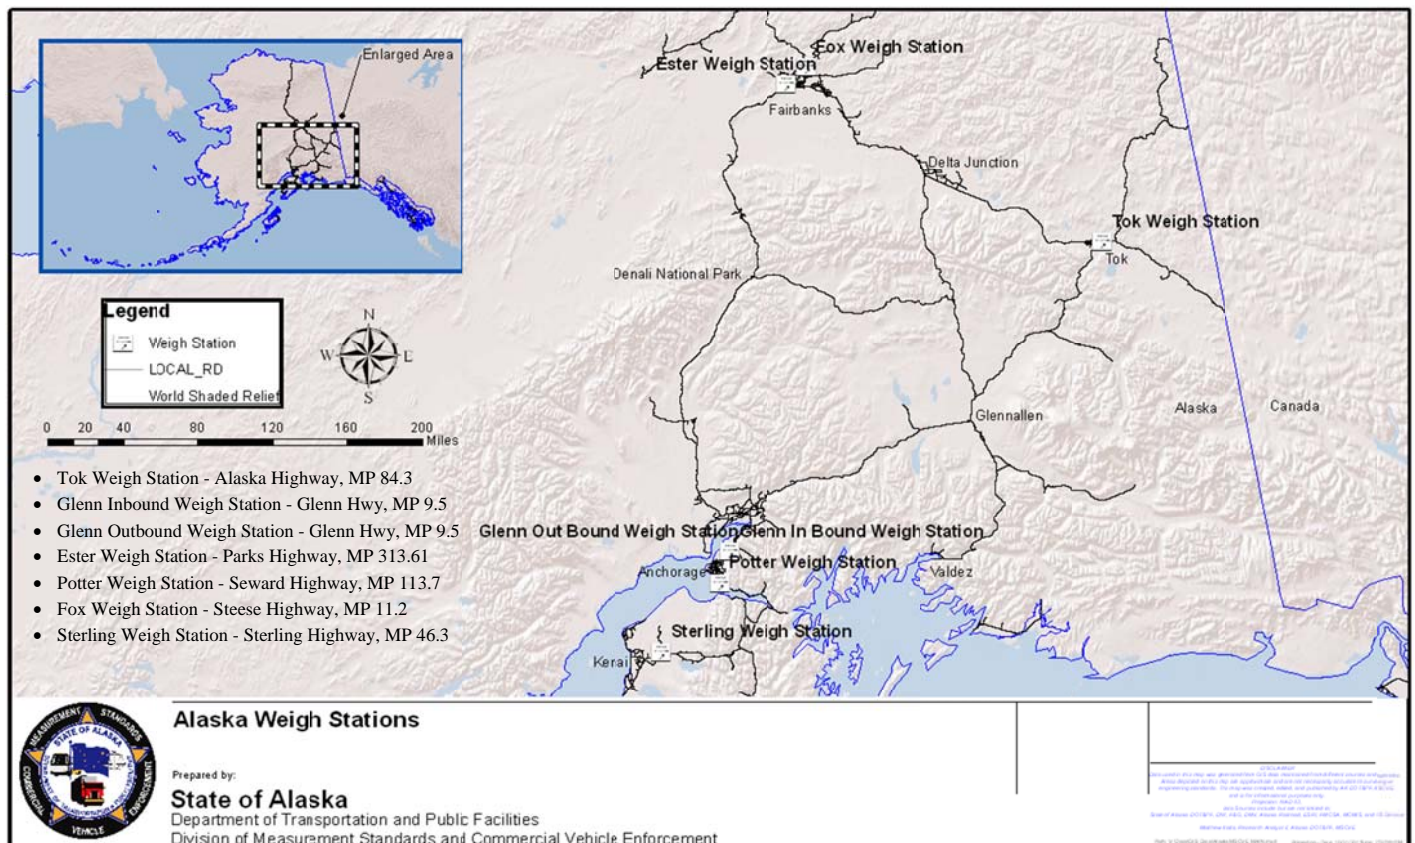 Enlarged Area
Legend
Weigh Station
LOCAL_RD
World Shaded Relief
N
W E
S
0 20 40 80 120 160 200
Miles
• Tok Weigh Station - Alaska Highway, MP 84.3
• Glenn Inbound Weigh Station - Glenn Hwy, MP 9.5
• Glenn Outbound Weigh Station - Glenn Hwy, MP 9.5
• Ester Weigh Station - Parks Highway, MP 313.61
• Potter Weigh Station - Seward Highway, MP 113.7
• Fox Weigh Station - Steese Highway, MP 11.2
• Sterling Weigh Station - Sterling Highway, MP 46.3
Fox Weigh Station
Ester Weigh Station
Fairbanks
Delta Junction
Tok Weigh Station
Tok
Denali National Park
Glennallen
Alaska
Canada
Glenn Out Bound Weigh Station
Glenn In Bound Weigh Station
Anchorage
Potter Weigh Station
Valdez
Sterling Weigh Station
Kenai
MEASUREMENT STANDARDS
STATE OF ALASKA
COMMERCIAL VEHICLE ENFORCEMENT
Alaska Weigh Stations
Prepared by:
State of Alaska
Department of Transportation and Public Facilities
Division of Measurement Standards and Commercial Vehicle Enforcement